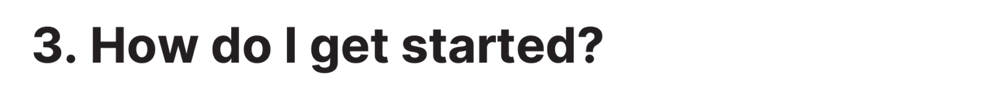 3. How do I get started?